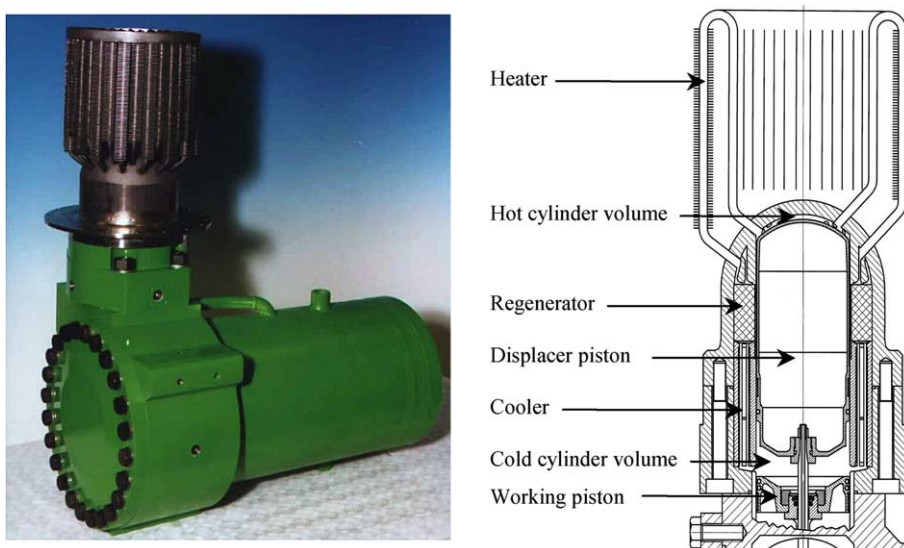 Heater
Hot cylinder volume
Regenerator
Displacer piston
Cooler
Cold cylinder volume
Working piston